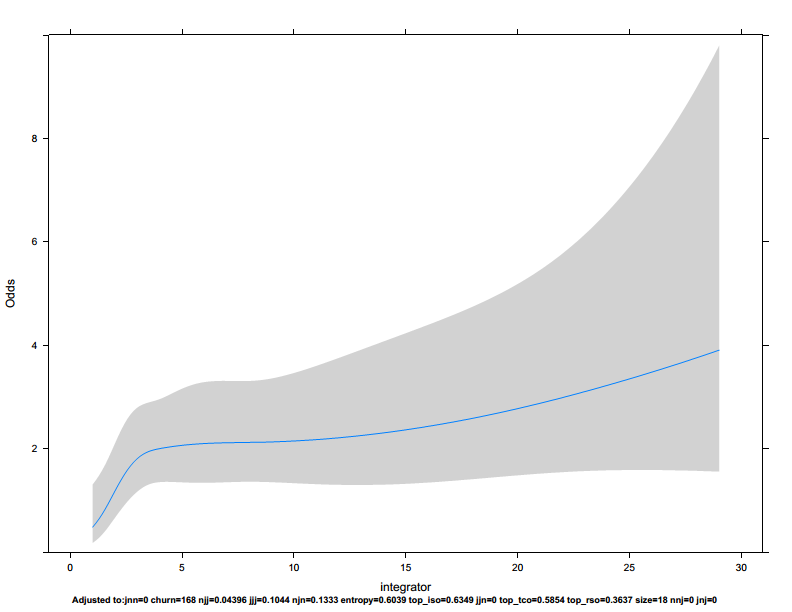 Odds
8
6
4
2
0 5 10 15 20 25 30
integrator
Adjusted to:jnn=0 churn=168 njj=0.04396 jjj=0.1044 njn=0.1333 entropy=0.6039 top_iso=0.6349 jjn=0 top_tco=0.5854 top_rso=0.3637 size=18 nnj=0 jnj=0